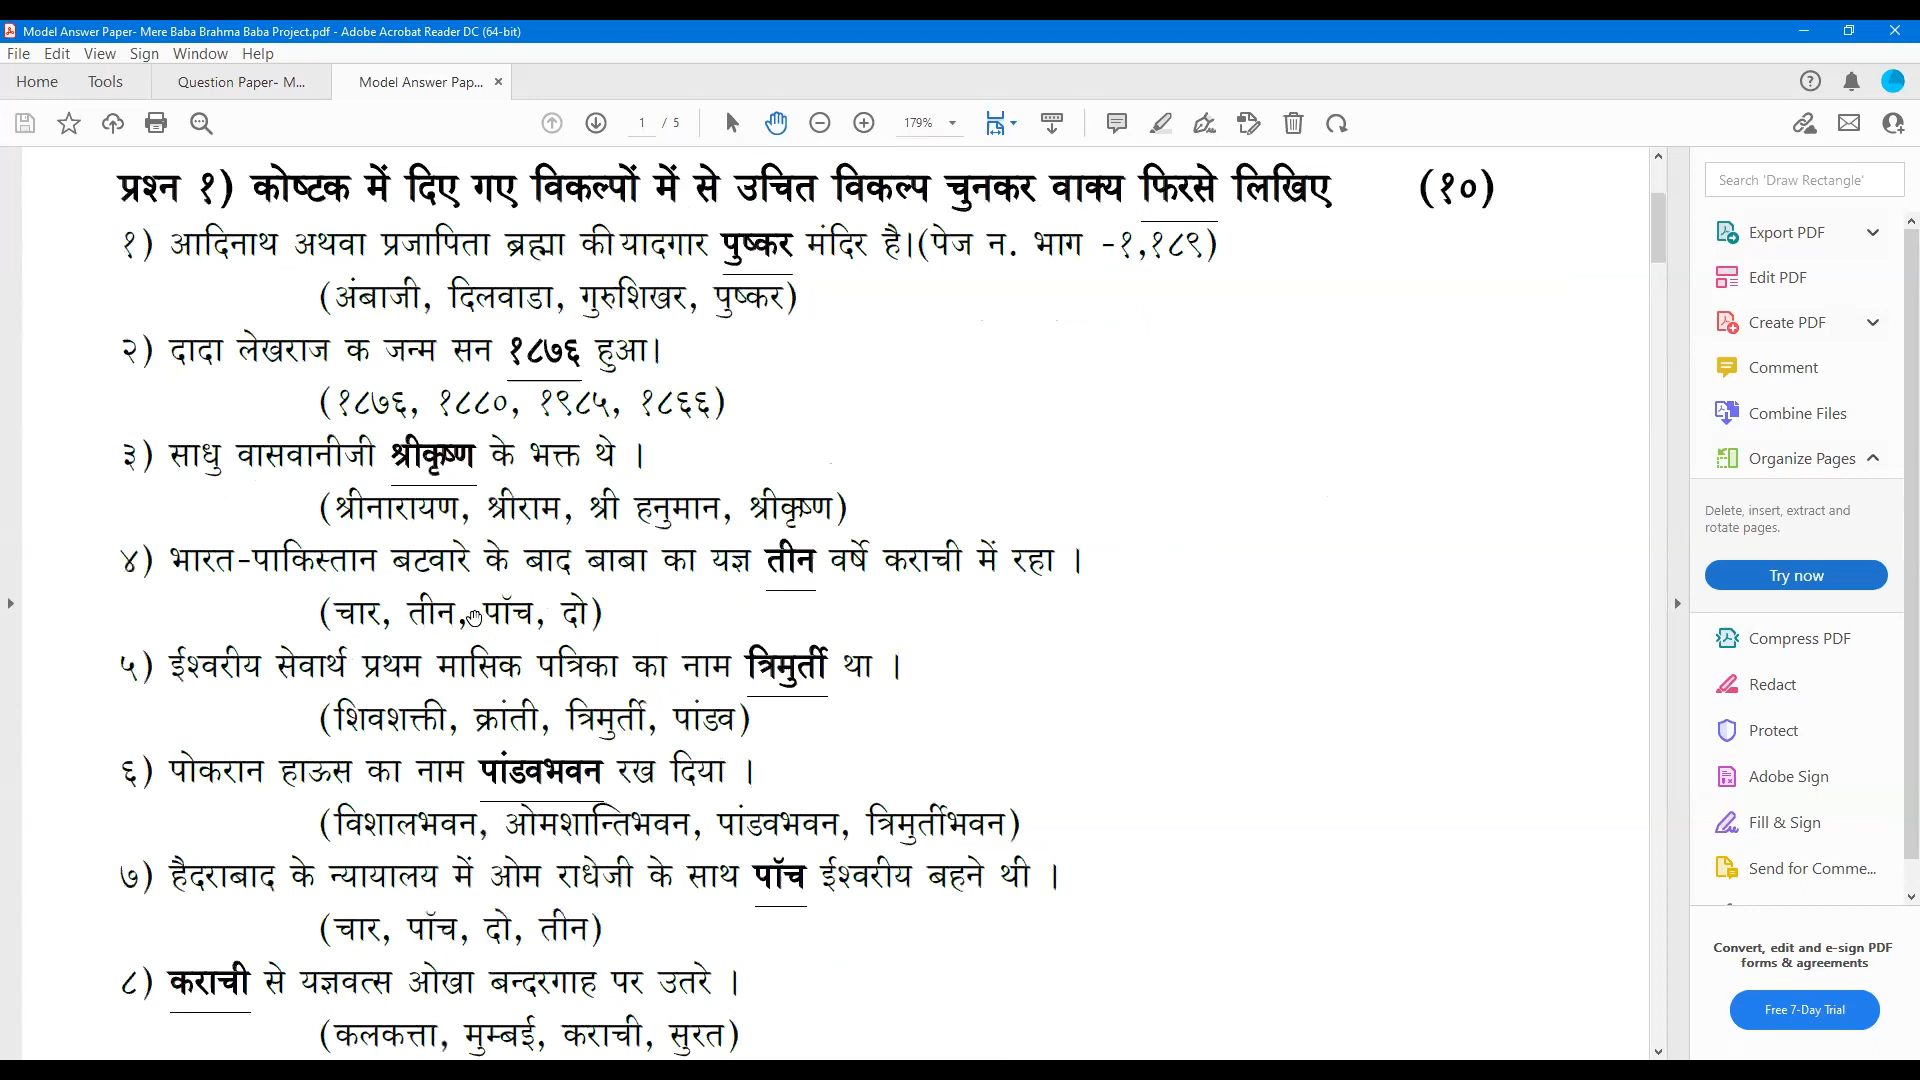 Model Answer Paper- Mere Baba Brahma Baba Project.pdf - Adobe Acrobat Reader DC (64-bit)
File Edit View Sign Window Help
Home Tools Question Paper- M... Model Answer Pap...
1 / 5 179%
प्रश्न १) कोष्टक में दिए गए विकल्पों में से उचित विकल्प चुनकर वाक्य फिरसे लिखिए (१०)
१) आदिनाथ अथवा प्रजापिता ब्रह्मा की यादगार पुष्कर मंदिर है।(पेज न. भाग -१,१८९)
(अंबाजी, दिलवाडा, गुरुशिखर, पुष्कर)
२) दादा लेखराज क जन्म सन १८७६ हुआ।
(१८७६, १८८०, १९८५, १८६६)
३) साधु वासवानीजी श्रीकृष्ण के भक्त थे ।
(श्रीनारायण, श्रीराम, श्री हनुमान, श्रीकृष्ण)
४) भारत-पाकिस्तान बटवारे के बाद बाबा का यज्ञ तीन वर्षे कराची में रहा ।
(चार, तीन, पॉच, दो)
५) ईश्वरीय सेवार्थ प्रथम मासिक पत्रिका का नाम त्रिमुर्ती था ।
(शिवशक्ती, क्रांती, त्रिमुर्ती, पांडव)
६) पोकरान हाऊस का नाम पांडवभवन रख दिया ।
(विशालभवन, ओमशान्तिभवन, पांडवभवन, त्रिमुर्तीभवन)
७) हैदराबाद के न्यायालय में ओम राधेजी के साथ पॉच ईश्वरीय बहने थी ।
(चार, पॉच, दो, तीन)
८) कराची से यज्ञवत्स ओखा बन्दरगाह पर उतरे ।
(कलकत्ता, मुम्बई, कराची, सुरत)
Search 'Draw Rectangle'
Export PDF
Edit PDF
Create PDF
Comment
Combine Files
Organize Pages
Delete, insert, extract and
rotate pages.
Try now
Compress PDF
Redact
Protect
Adobe Sign
Fill & Sign
Send for Comme...
Convert, edit and e-sign PDF
forms & agreements
Free 7-Day Trial